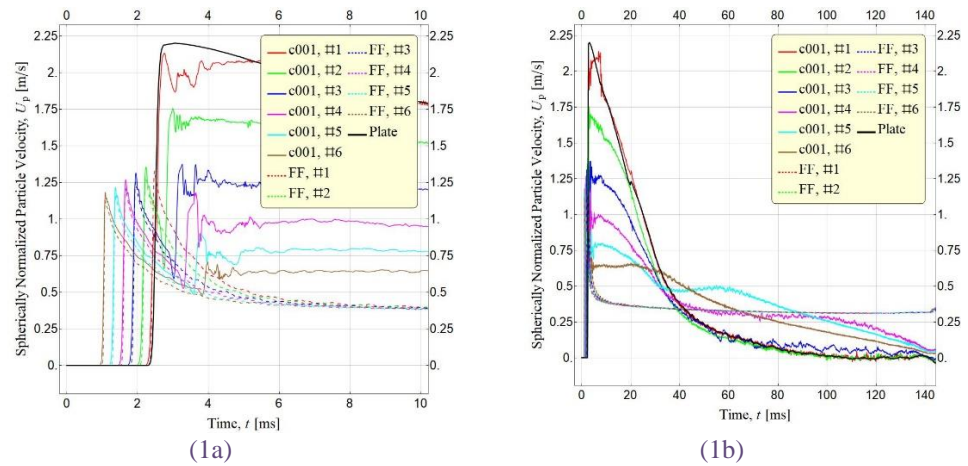 0 2 4 6 8 10
2.25 2.25
2. 2.
1.75 1.75
1.5 1.5
1.25 1.25
1. 1.
0.75 0.75
0.5 0.5
0.25 0.25
0. 0.
Spherically Normalized Particle Velocity, Up [m/s]
c001, #1 FF, #3
c001, #2 FF, #4
c001, #3 FF, #5
c001, #4 FF, #6
c001, #5 Plate
c001, #6
FF, #1
FF, #2
0 2 4 6 8 10
Time, t [ms]
(1a)
0 20 40 60 80 100 120 140
2.25 2.25
2. 2.
1.75 1.75
1.5 1.5
1.25 1.25
1. 1.
0.75 0.75
0.5 0.5
0.25 0.25
0. 0.
Spherically Normalized Particle Velocity, Up [m/s]
c001, #1 FF, #3
c001, #2 FF, #4
c001, #3 FF, #5
c001, #4 FF, #6
c001, #5 Plate
c001, #6
FF, #1
FF, #2
0 20 40 60 80 100 120 140
Time, t [ms]
(1b)